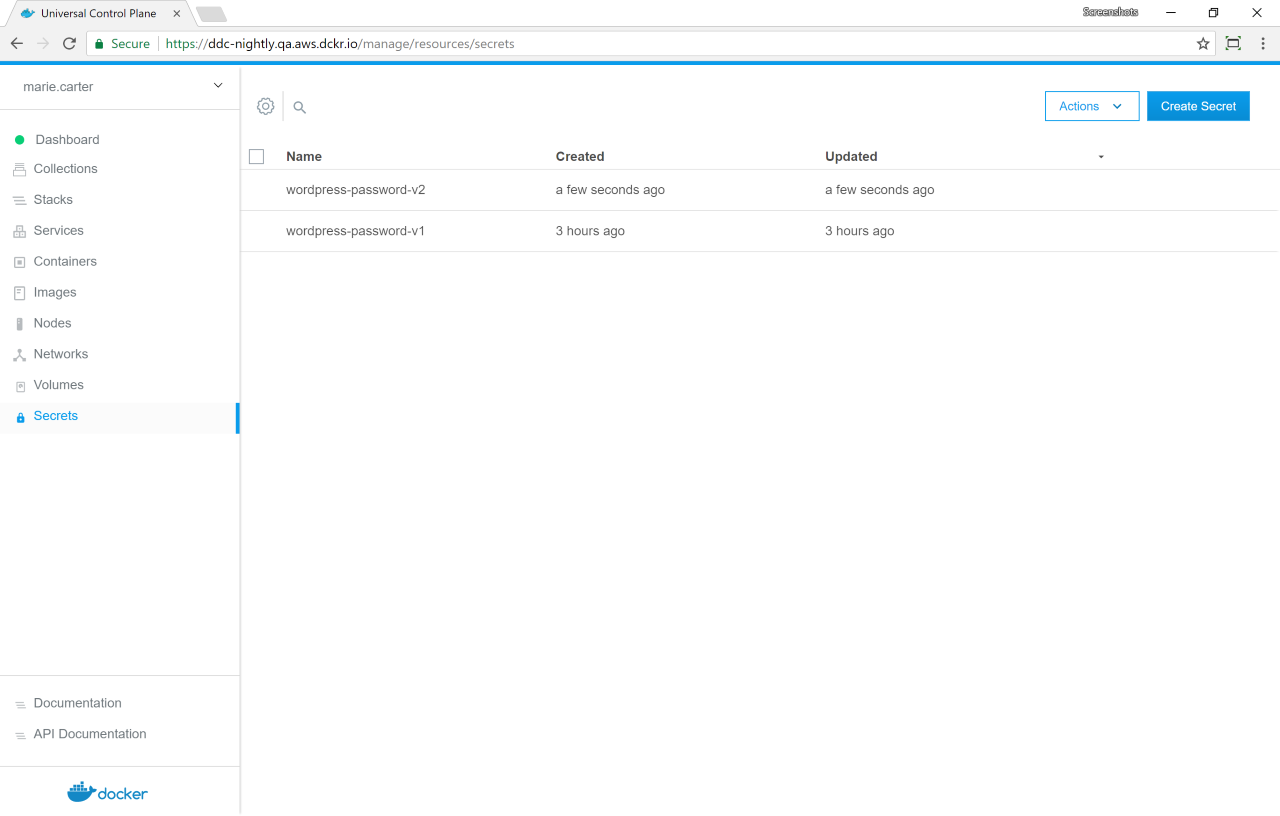 Universal Control Plane
Screenshots
Secure
https://ddc-nightly.qa.aws.dckr.io/manage/resources/secrets
marie.carter
Actions
Create Secret
Dashboard
Collections
Stacks
Services
Containers
Images
Nodes
Networks
Volumes
Secrets
Name Created Updated
wordpress-password-v2 a few seconds ago a few seconds ago
wordpress-password-v1 3 hours ago 3 hours ago
Documentation
API Documentation
docker